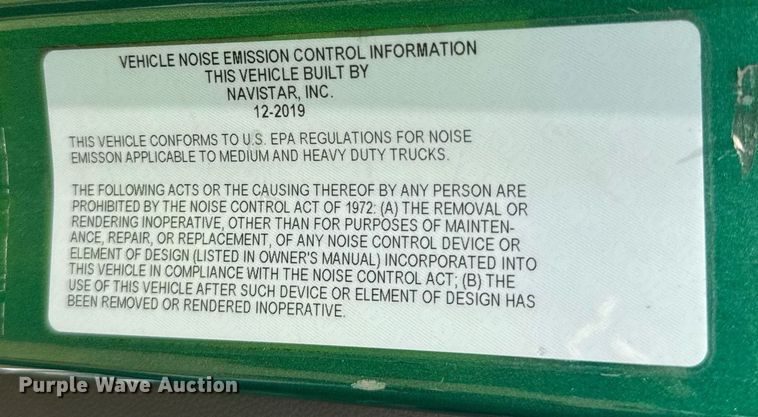 VEHICLE NOISE EMISSION CONTROL INFORMATION
THIS VEHICLE BUILT BY
NAVISTAR, INC.
12-2019
THIS VEHICLE CONFORMS TO U.S. EPA REGULATIONS FOR NOISE
EMISSON APPLICABLE TO MEDIUM AND HEAVY DUTY TRUCKS.
THE FOLLOWING ACTS OR THE CAUSING THEREOF BY ANY PERSON ARE
PROHIBITED BY THE NOISE CONTROL ACT OF 1972: (A) THE REMOVAL OR
RENDERING INOPERATIVE, OTHER THAN FOR PURPOSES OF MAINTEN-
ANCE, REPAIR, OR REPLACEMENT, OF ANY NOISE CONTROL DEVICE OR
ELEMENT OF DESIGN (LISTED IN OWNER'S MANUAL) INCORPORATED INTO
THIS VEHICLE IN COMPLIANCE WITH THE NOISE CONTROL ACT; (B) THE
USE OF THIS VEHICLE AFTER SUCH DEVICE OR ELEMENT OF DESIGN HAS
BEEN REMOVED OR RENDERED INOPERATIVE.
Purple Wave Auction